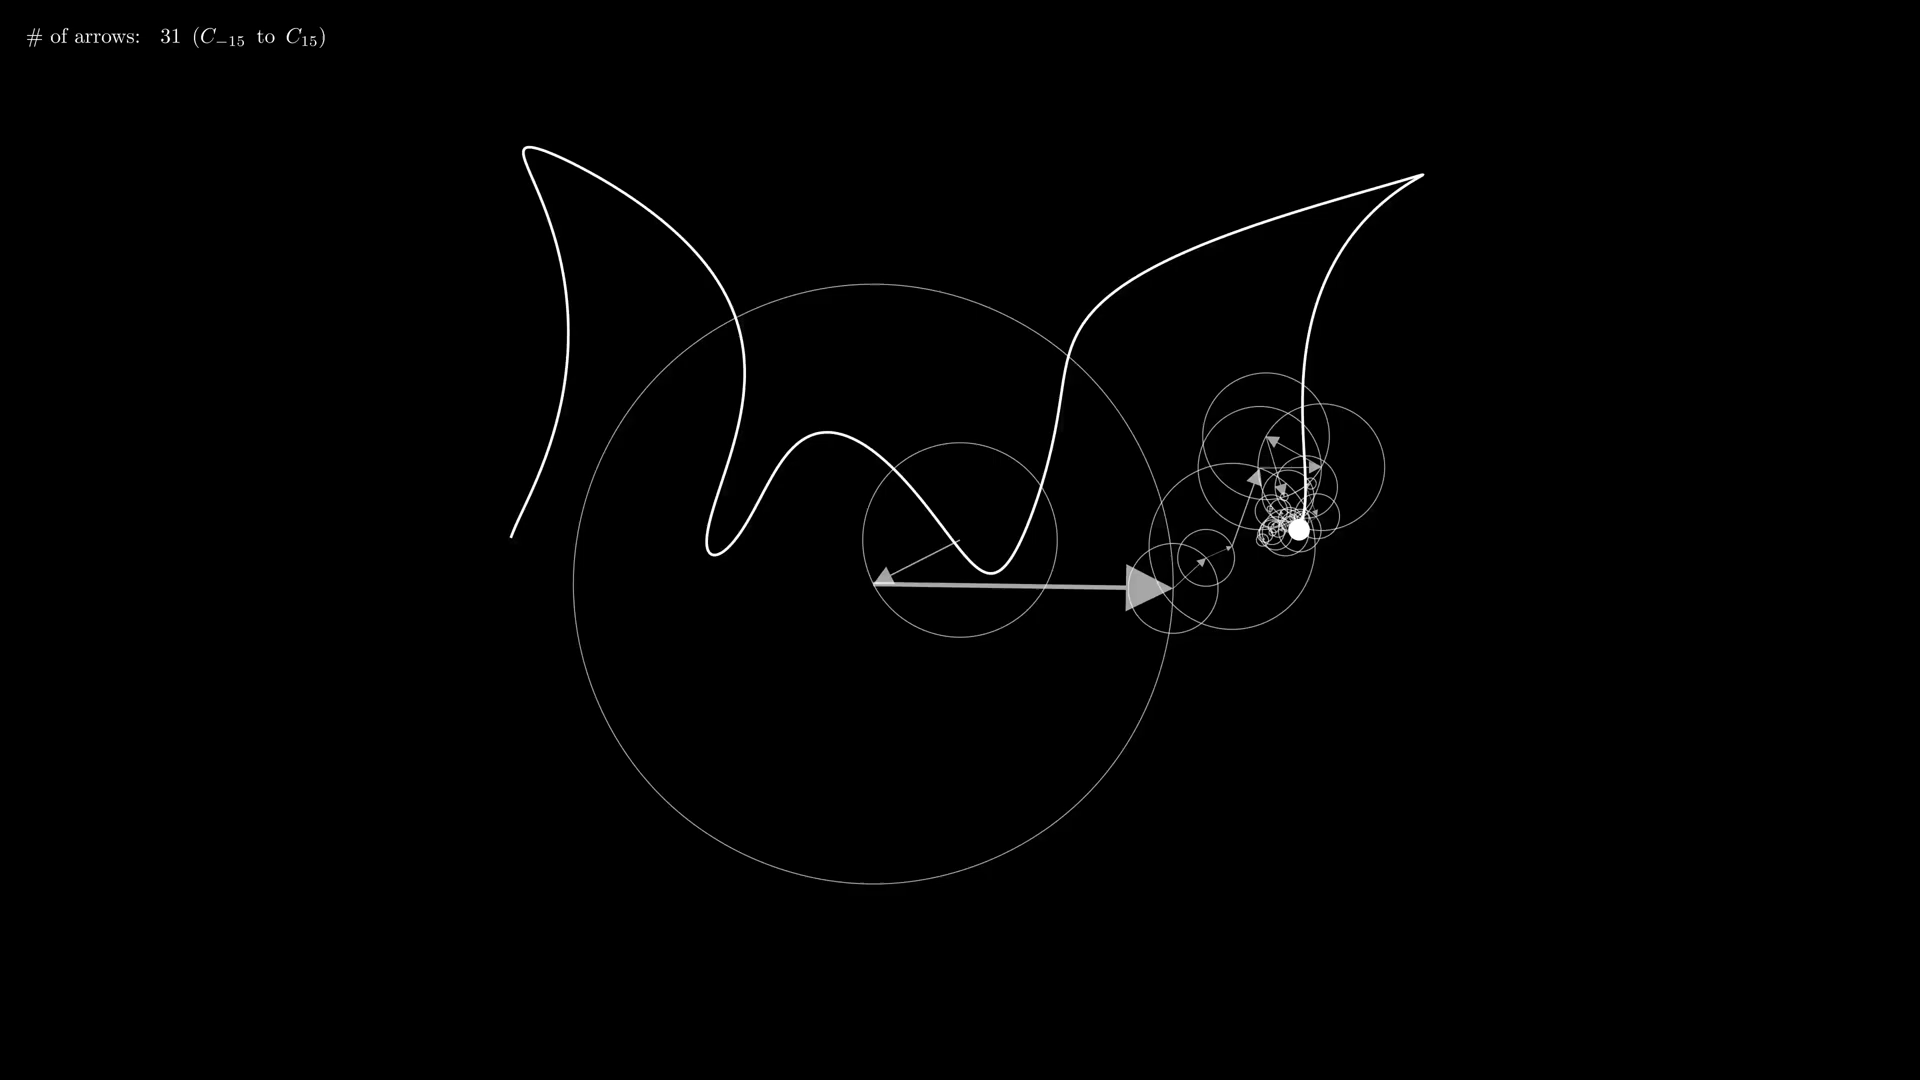 # of arrows: 31 (C₋₁₅ to C₁₅)